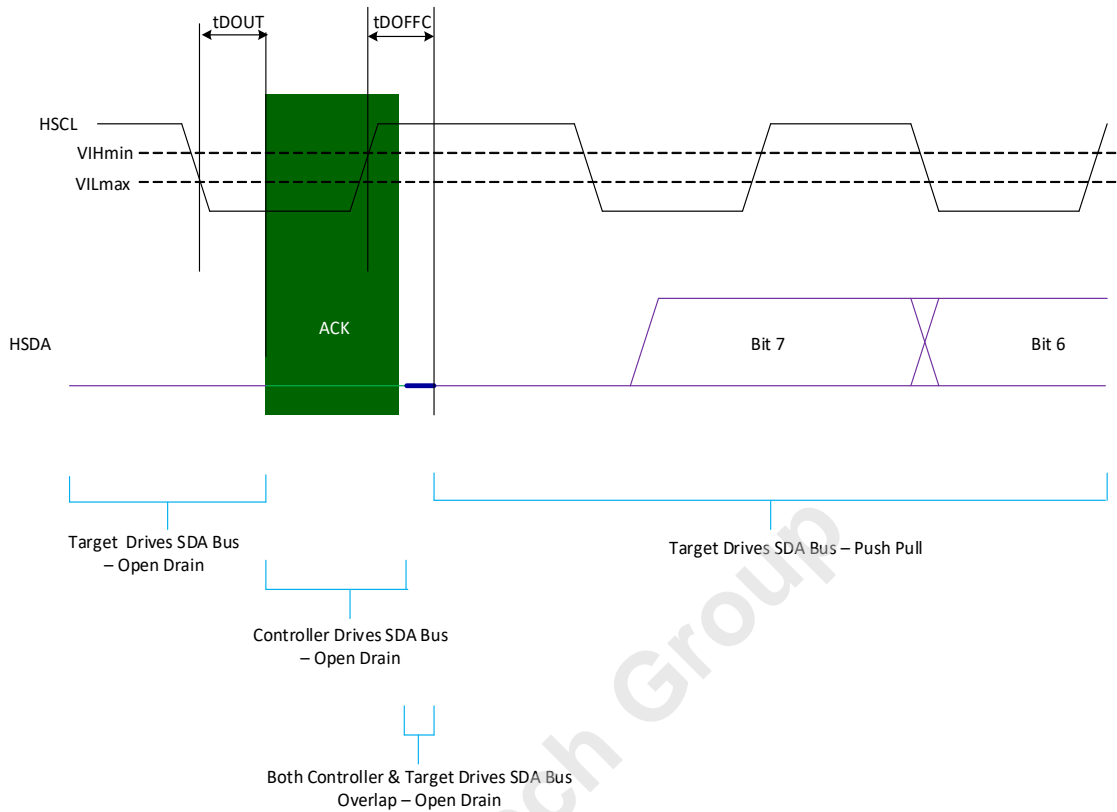 tDOUT
tDOFFC
HSCL
VIHmin
VILmax
ACK
HSDA
Bit 7
Bit 6
Target Drives SDA Bus
– Open Drain
Target Drives SDA Bus – Push Pull
Controller Drives SDA Bus
– Open Drain
Both Controller & Target Drives SDA Bus
Overlap – Open Drain
ech Group